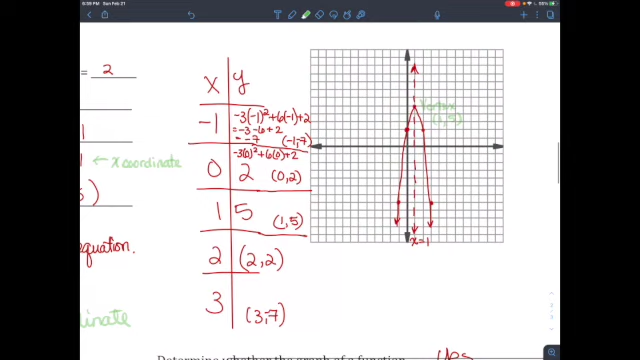 6:59 PM Sun Feb 21
= 2
x y
-1 -3(-1)²+6(-1)+2
= -3 -6 +2
= -7 (-1,-7)
-3(0)²+6(0)+2
0 2 (0,2)
1 5 (1,5)
2 (2,2)
3 (3,-7)
Vertex
(1,5)
x=1
1
1 ← x coordinate
5)
equation.
dinate
Determine whether the graph of a function
yes